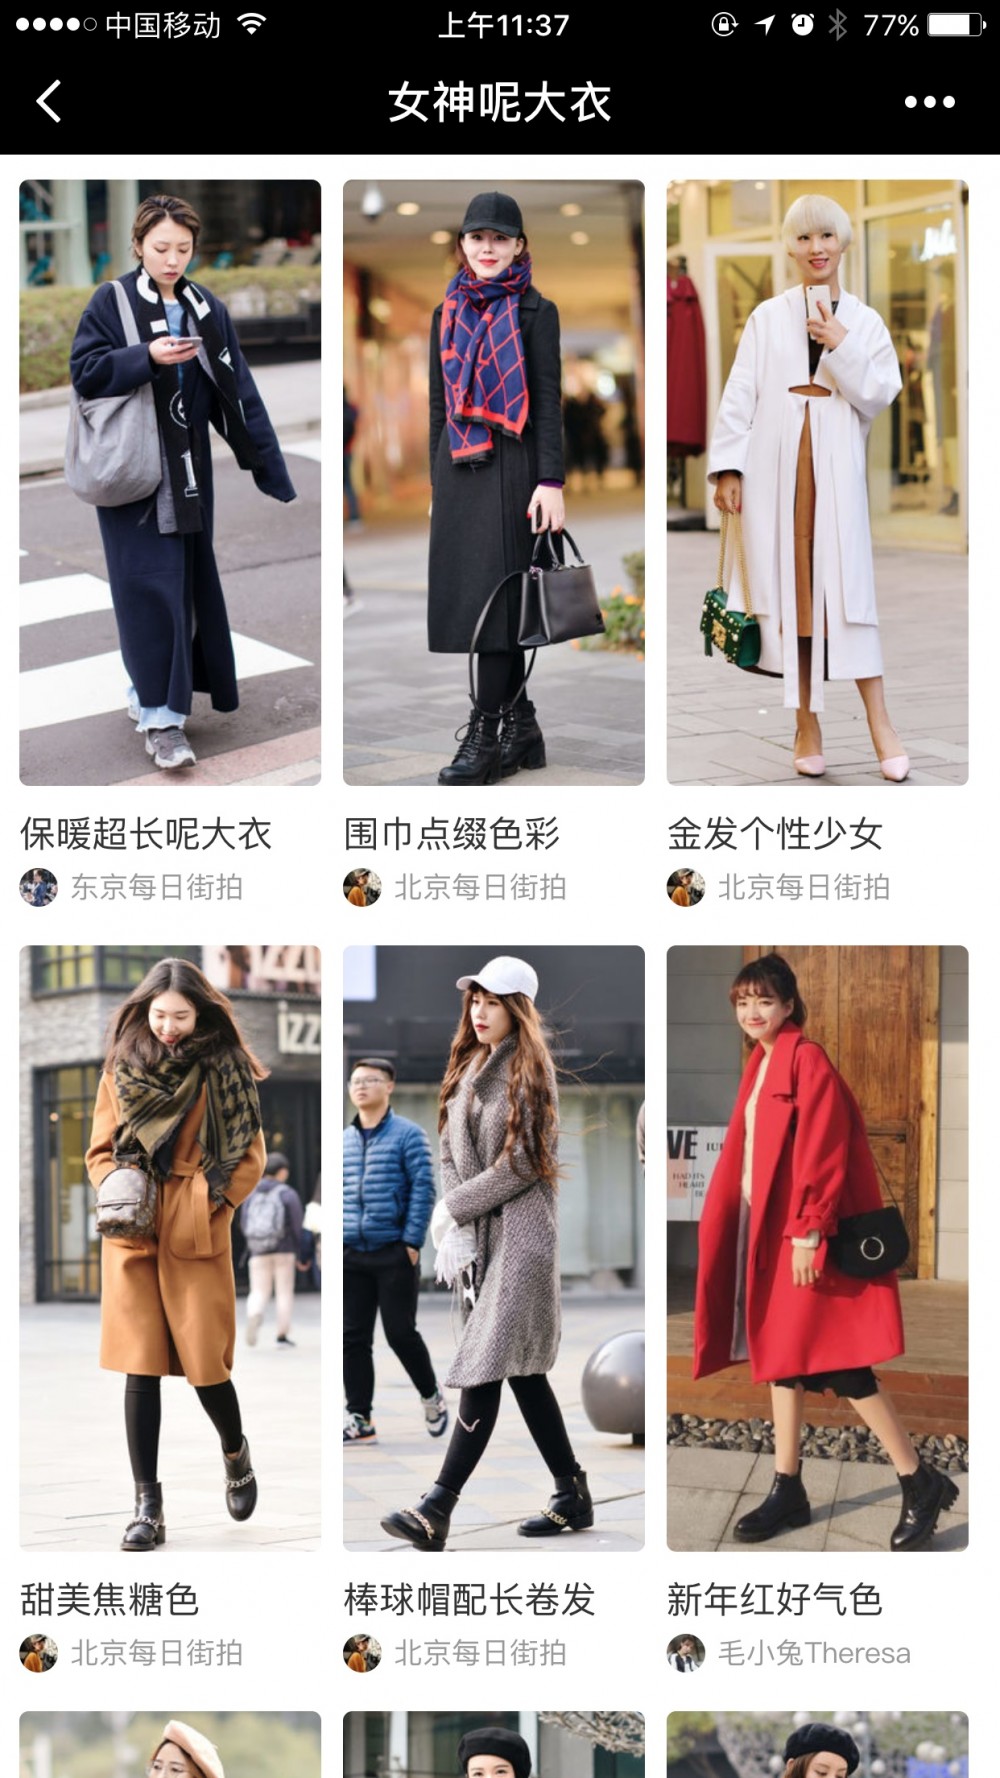 中国移动
上午11:37
77%
女神呢大衣
保暖超长呢大衣
围巾点缀色彩
金发个性少女
东京每日街拍
北京每日街拍
北京每日街拍
甜美焦糖色
棒球帽配长卷发
新年红好气色
北京每日街拍
北京每日街拍
毛小兔Theresa